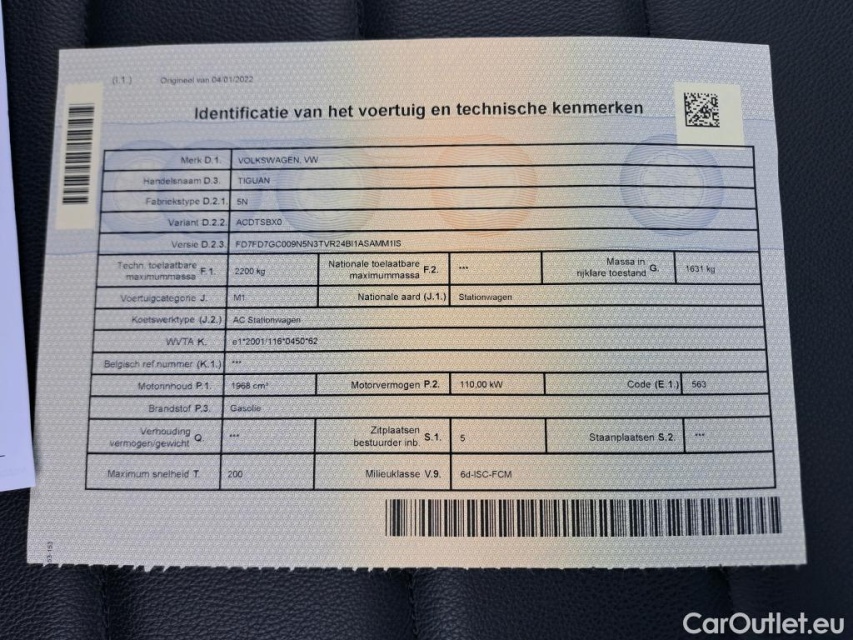 (I.1.) Origineel van 04/01/2022
Identificatie van het voertuig en technische kenmerken
Merk D.1. VOLKSWAGEN, VW
Handelsnaam D.3. TIGUAN
Fabriekstype D.2.1. 5N
Variant D.2.2. ACDTSBX0
Versie D.2.3. FD7FD7GC009N5N3TVR24BI1ASAMM1IS
Techn. toelaatbare maximummassa F.1. 2200 kg Nationale toelaatbare maximummassa F.2. *** Massa in rijklare toestand G. 1631 kg
Voertuigcategorie J. M1 Nationale aard (J.1.) Stationwagen
Koetswerktype (J.2.) AC Stationwagen
WVTA K. e1*2001/116*0450*62
Belgisch ref.nummer (K.1.) ***
Motorinhoud P.1. 1968 cm³ Motorvermogen P.2. 110,00 kW Code (E.1.) 563
Brandstof P.3. Gasolie
Verhouding vermogen/gewicht Q. *** Zitplaatsen bestuurder inb. S.1. 5 Staanplaatsen S.2. ***
Maximum snelheid T. 200 Milieuklasse V.9. 6d-ISC-FCM
CarOutlet.eu